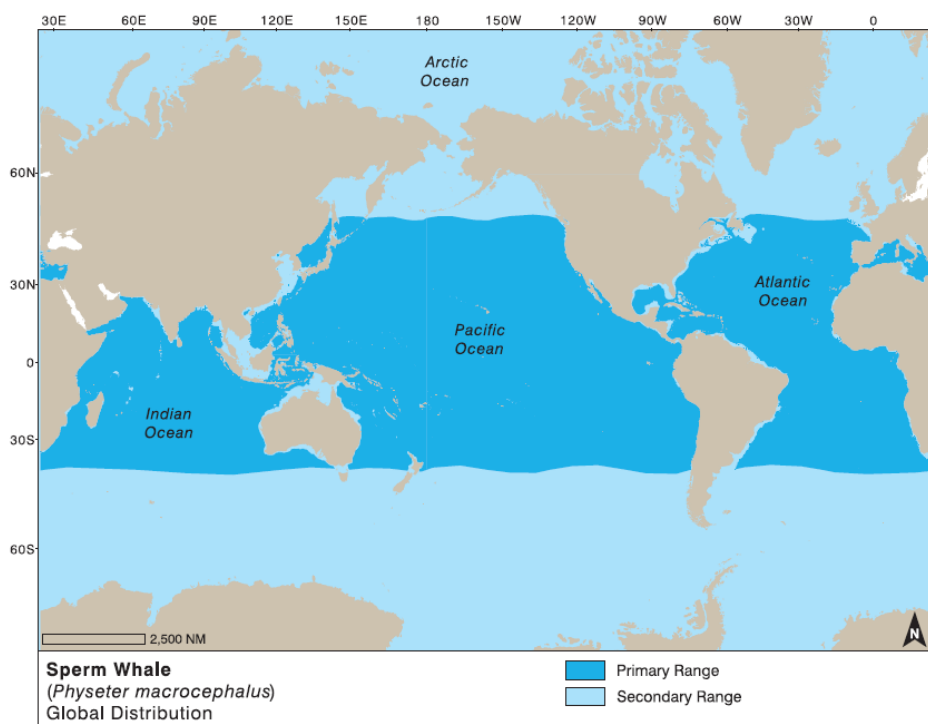 30E 60E 90E 120E 150E 180 150W 120W 90W 60W 30W 0
Arctic
Ocean
60N
30N
Atlantic
Ocean
Pacific
Ocean
0
Indian
Ocean
30S
60S
2,500 NM
N
Sperm Whale
(Physeter macrocephalus)
Global Distribution
Primary Range
Secondary Range